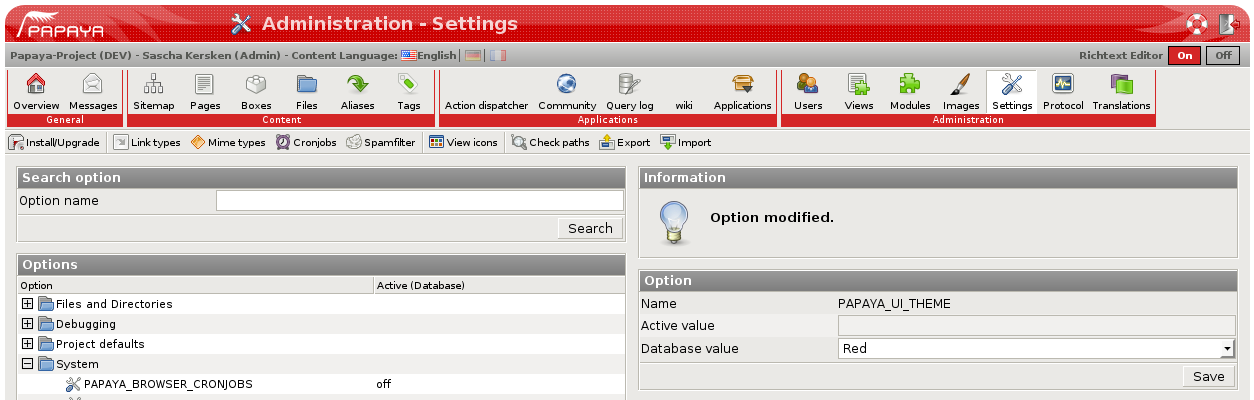 PAPAYA
Administration - Settings
Papaya-Project (DEV) - Sascha Kersken (Admin) - Content Language: English
Richtext Editor On Off
Overview Messages Sitemap Pages Boxes Files Aliases Tags Action dispatcher Community Query log wiki Applications Users Views Modules Images Settings Protocol Translations
General Content Applications Administration
Install/Upgrade Link types Mime types Cronjobs Spamfilter View icons Check paths Export Import
Search option
Option name
Search
Options
Option Active (Database)
Files and Directories
Debugging
Project defaults
System
PAPAYA_BROWSER_CRONJOBS off
Information
Option modified.
Option
Name PAPAYA_UI_THEME
Active value
Database value Red
Save